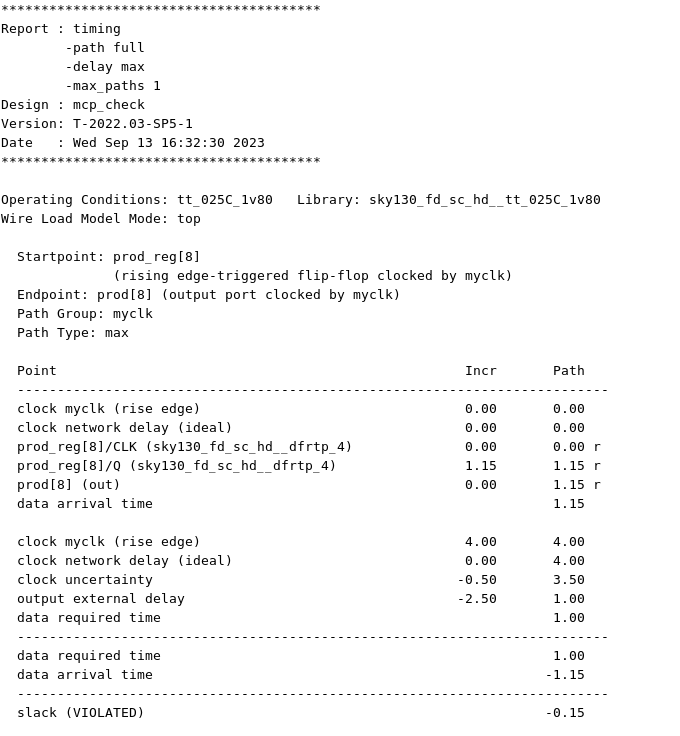 ****************************************
Report : timing
        -path full
        -delay max
        -max_paths 1
Design : mcp_check
Version: T-2022.03-SP5-1
Date   : Wed Sep 13 16:32:30 2023
****************************************

Operating Conditions: tt_025C_1v80   Library: sky130_fd_sc_hd__tt_025C_1v80
Wire Load Model Mode: top

  Startpoint: prod_reg[8]
              (rising edge-triggered flip-flop clocked by myclk)
  Endpoint: prod[8] (output port clocked by myclk)
  Path Group: myclk
  Path Type: max

  Point                                                   Incr       Path
  --------------------------------------------------------------------------
  clock myclk (rise edge)                                 0.00       0.00
  clock network delay (ideal)                             0.00       0.00
  prod_reg[8]/CLK (sky130_fd_sc_hd__dfrtp_4)              0.00       0.00 r
  prod_reg[8]/Q (sky130_fd_sc_hd__dfrtp_4)                1.15       1.15 r
  prod[8] (out)                                           0.00       1.15 r
  data arrival time                                                  1.15

  clock myclk (rise edge)                                 4.00       4.00
  clock network delay (ideal)                             0.00       4.00
  clock uncertainty                                      -0.50       3.50
  output external delay                                  -2.50       1.00
  data required time                                                 1.00
  --------------------------------------------------------------------------
  data required time                                                 1.00
  data arrival time                                                 -1.15
  --------------------------------------------------------------------------
  slack (VIOLATED)                                                  -0.15